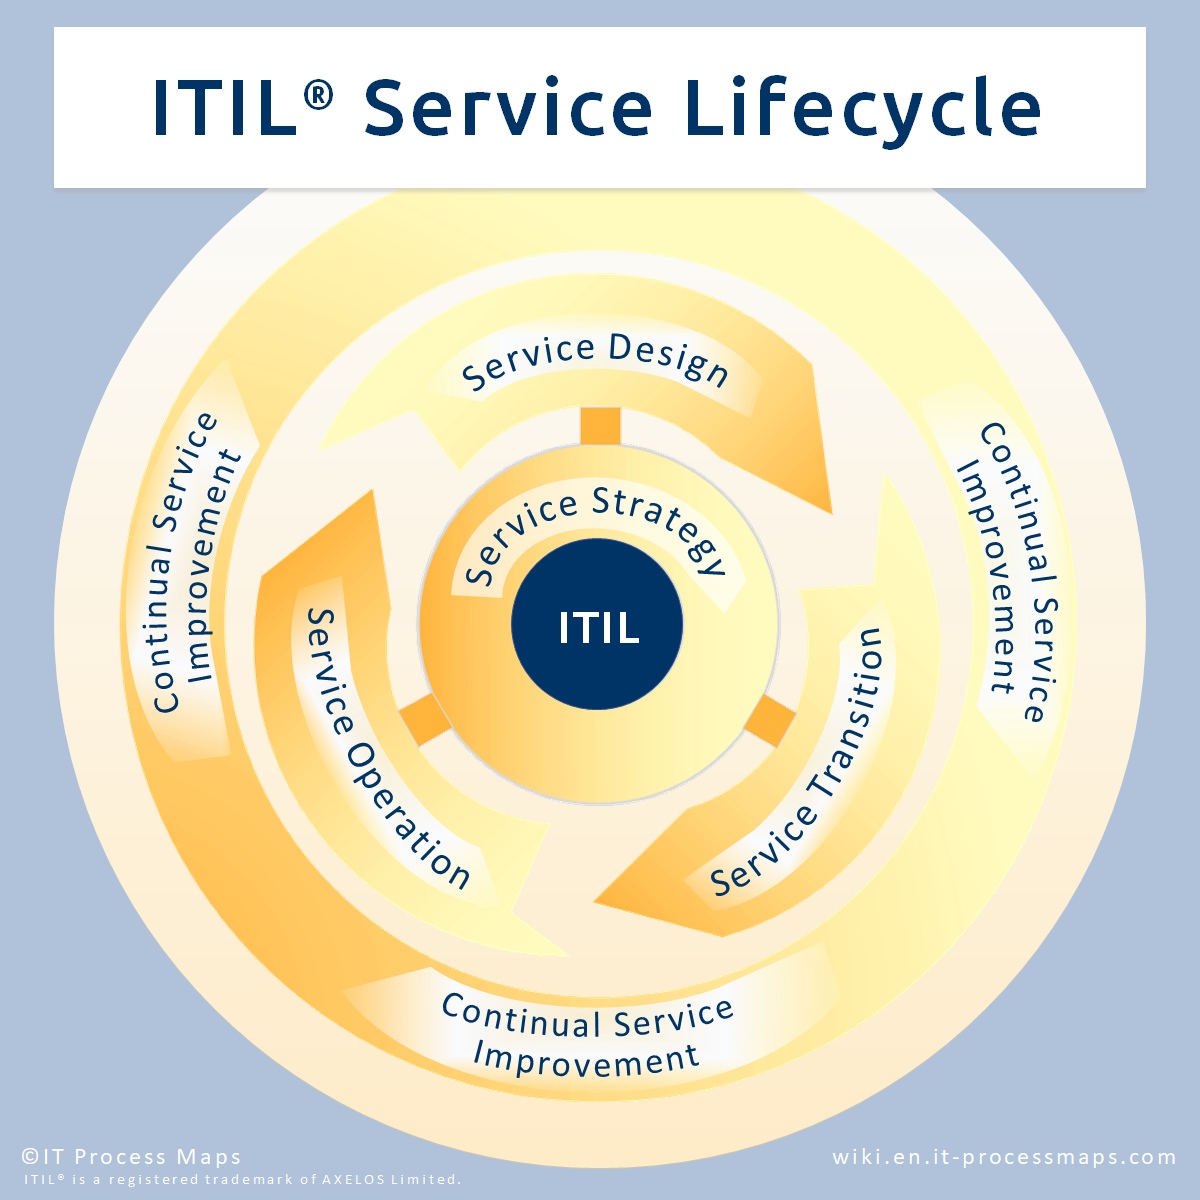 ITIL® Service Lifecycle
Service Design
Service Strategy
ITIL
Continual Service
Improvement
Continual Service
Improvement
Service Operation
Service Transition
Continual Service
Improvement
©IT Process Maps
ITIL® is a registered trademark of AXELOS Limited.
wiki.en.it-processmaps.com